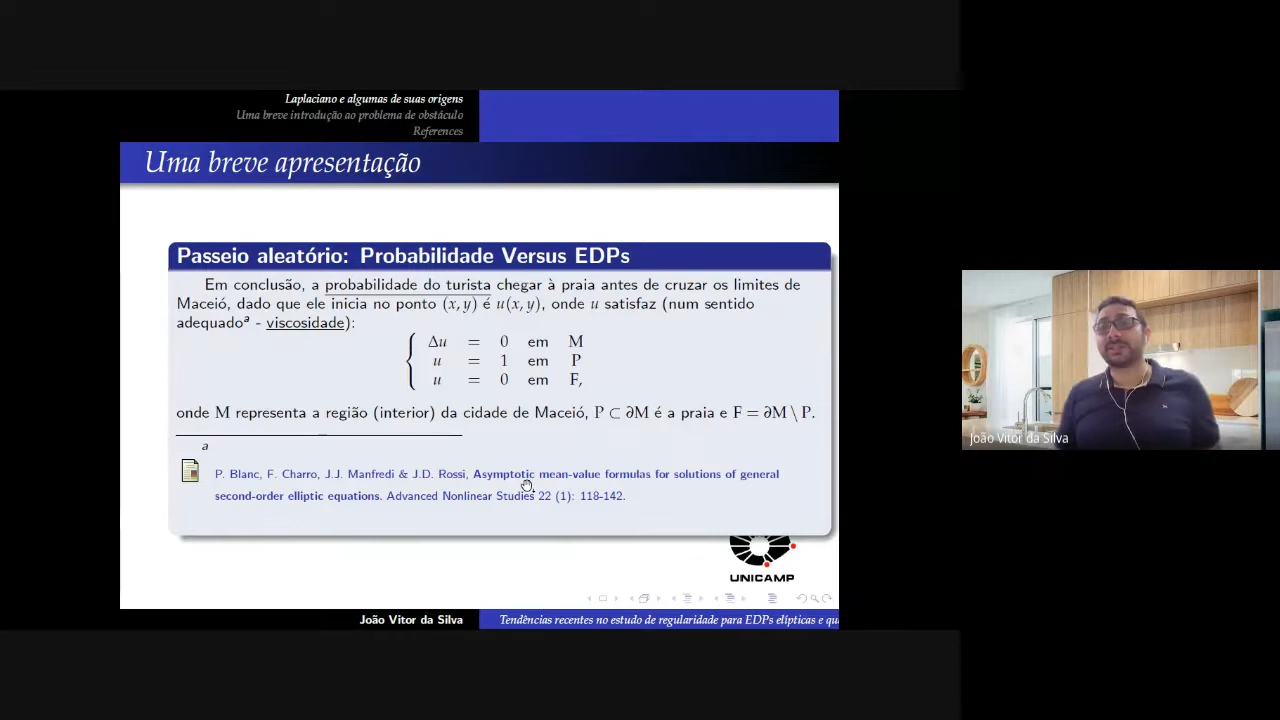 Laplaciano e algumas de suas origens
Uma breve introdução ao problema de obstáculo
References
Uma breve apresentação
Passeio aleatório: Probabilidade Versus EDPs
Em conclusão, a probabilidade do turista chegar à praia antes de cruzar os limites de
Maceió, dado que ele inicia no ponto (x, y) é u(x, y), onde u satisfaz (num sentido
adequadoᵃ - viscosidade):
Δu = 0 em M
u = 1 em P
u = 0 em F,
onde M representa a região (interior) da cidade de Maceió, P ⊂ ∂M é a praia e F = ∂M \ P.
a
P. Blanc, F. Charro, J.J. Manfredi & J.D. Rossi, Asymptotic mean-value formulas for solutions of general
second-order elliptic equations. Advanced Nonlinear Studies 22 (1): 118-142.
UNICAMP
João Vitor da Silva
Tendências recentes no estudo de regularidade para EDPs elípticas e qu
João Vitor da Silva